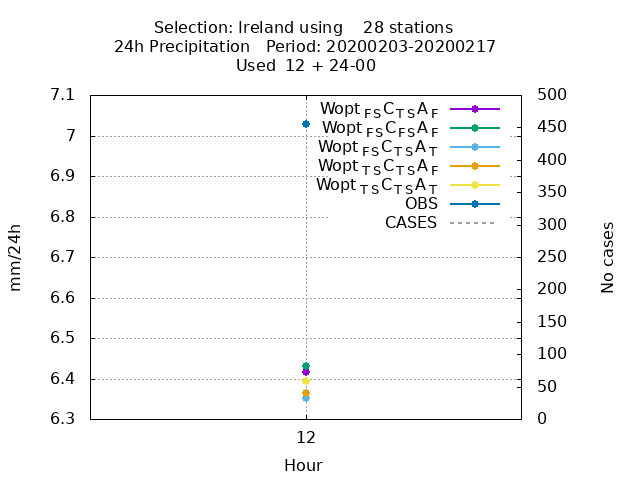 Selection: Ireland using 28 stations
24h Precipitation Period: 20200203-20200217
Used 12 + 24-00
7.1
7
6.9
6.8
6.7
6.6
6.5
6.4
6.3
mm/24h
Wopt FS C TS A F
Wopt FS C FS A F
Wopt FS C TS A T
Wopt TS C TS A F
Wopt TS C TS A T
OBS
CASES
500
450
400
350
300
250
200
150
100
50
0
No cases
12
Hour